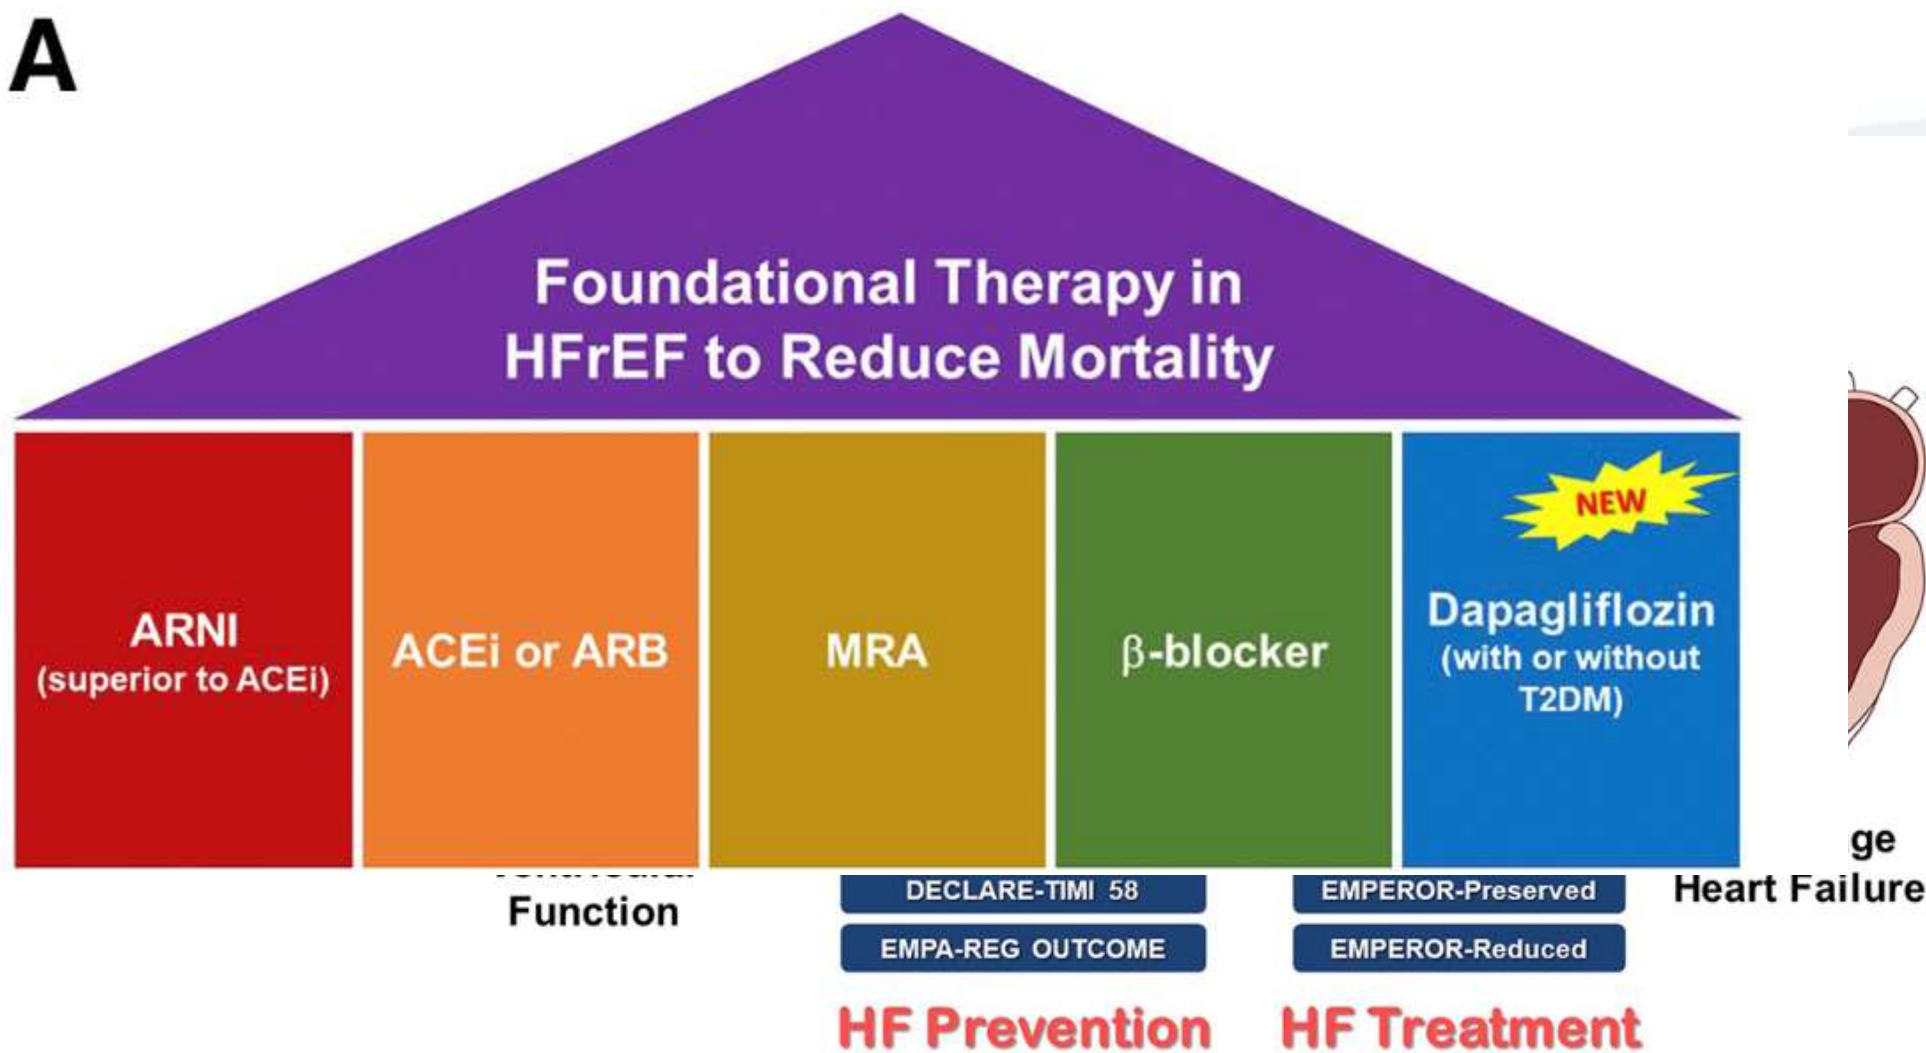 A
Foundational Therapy in
HFrEF to Reduce Mortality
ARNI
(superior to ACEi)
ACEi or ARB
MRA
β-blocker
NEW
Dapagliflozin
(with or without
T2DM)
ge
Heart Failure
Function
DECLARE-TIMI 58
EMPA-REG OUTCOME
HF Prevention
EMPEROR-Preserved
EMPEROR-Reduced
HF Treatment